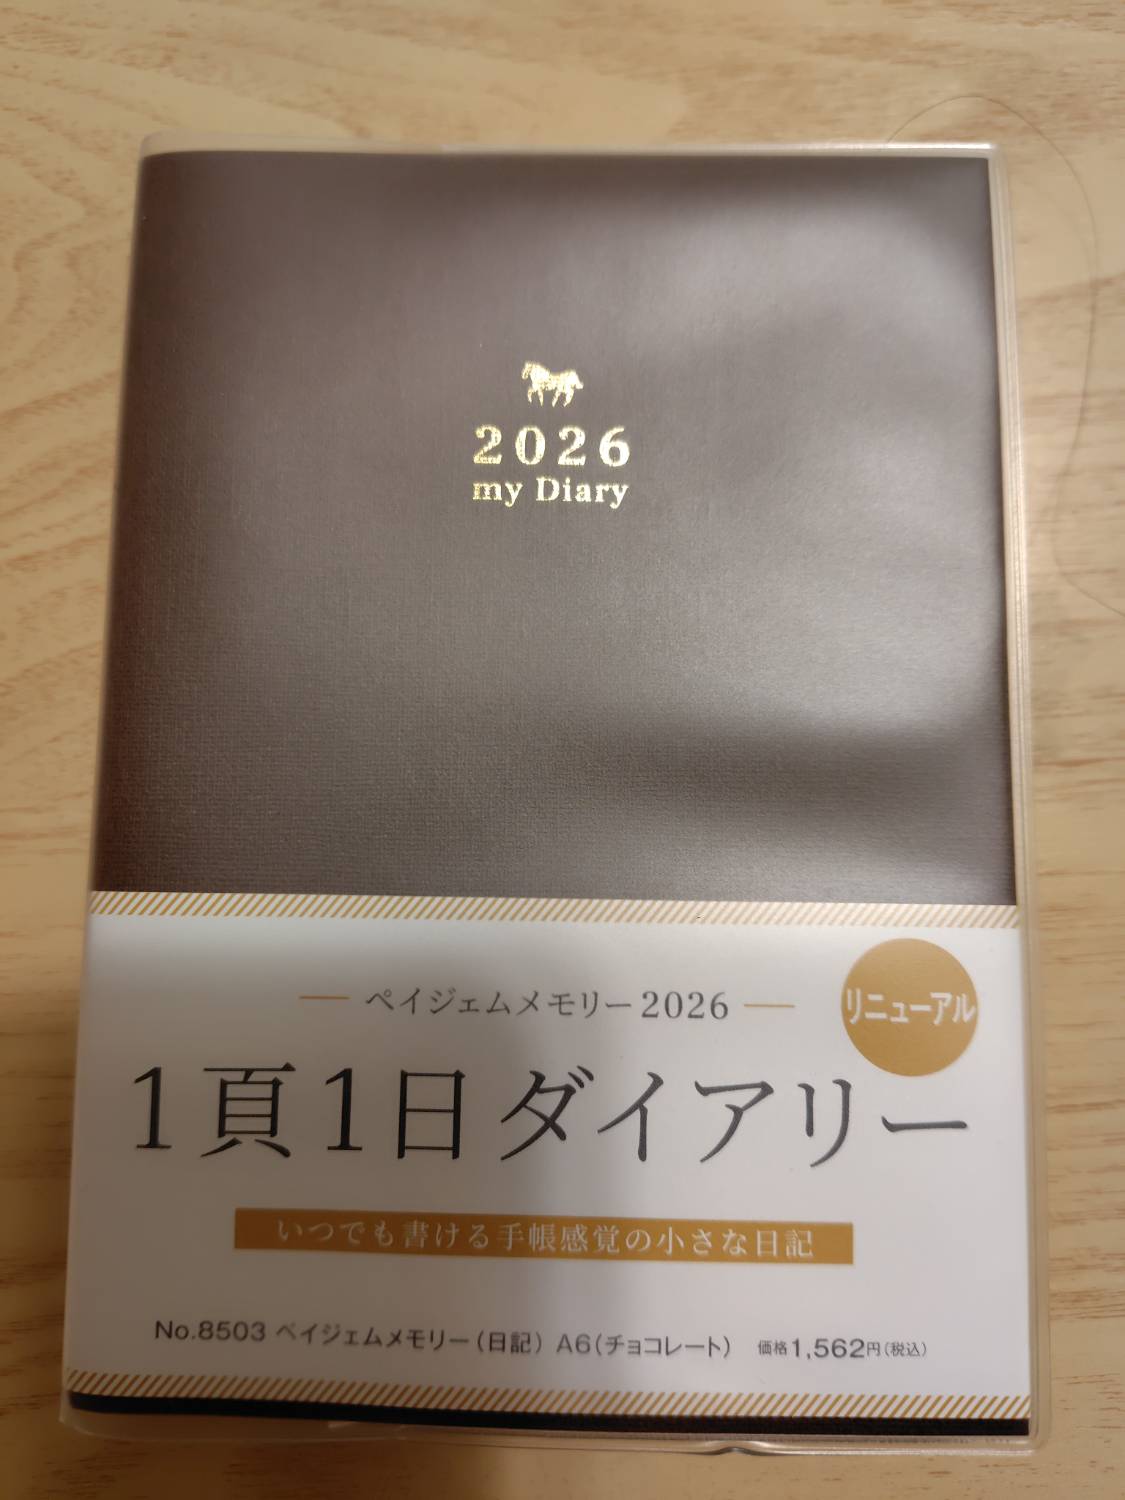 2026
my Diary
ペイジェムメモリー2026
リニューアル
1頁1日ダイアリー
いつでも書ける手帳感覚の小さな日記
No.8503 ペイジェムメモリー(日記) A6(チョコレート) 価格1,562円(税込)